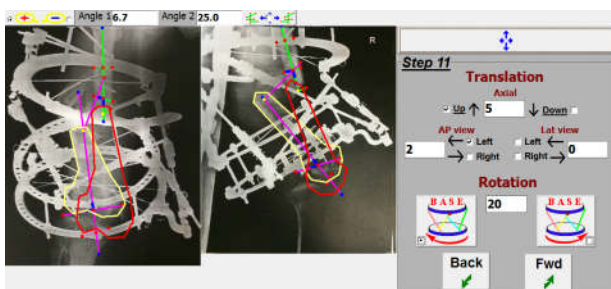 Angle 1 6.7 Angle 2 25.0
R
Step 11
Translation
Axial
Up 5 Down
AP view Lat view
Left Left
2 0
Right Right
Rotation
BASE 20 BASE
Back Fwd